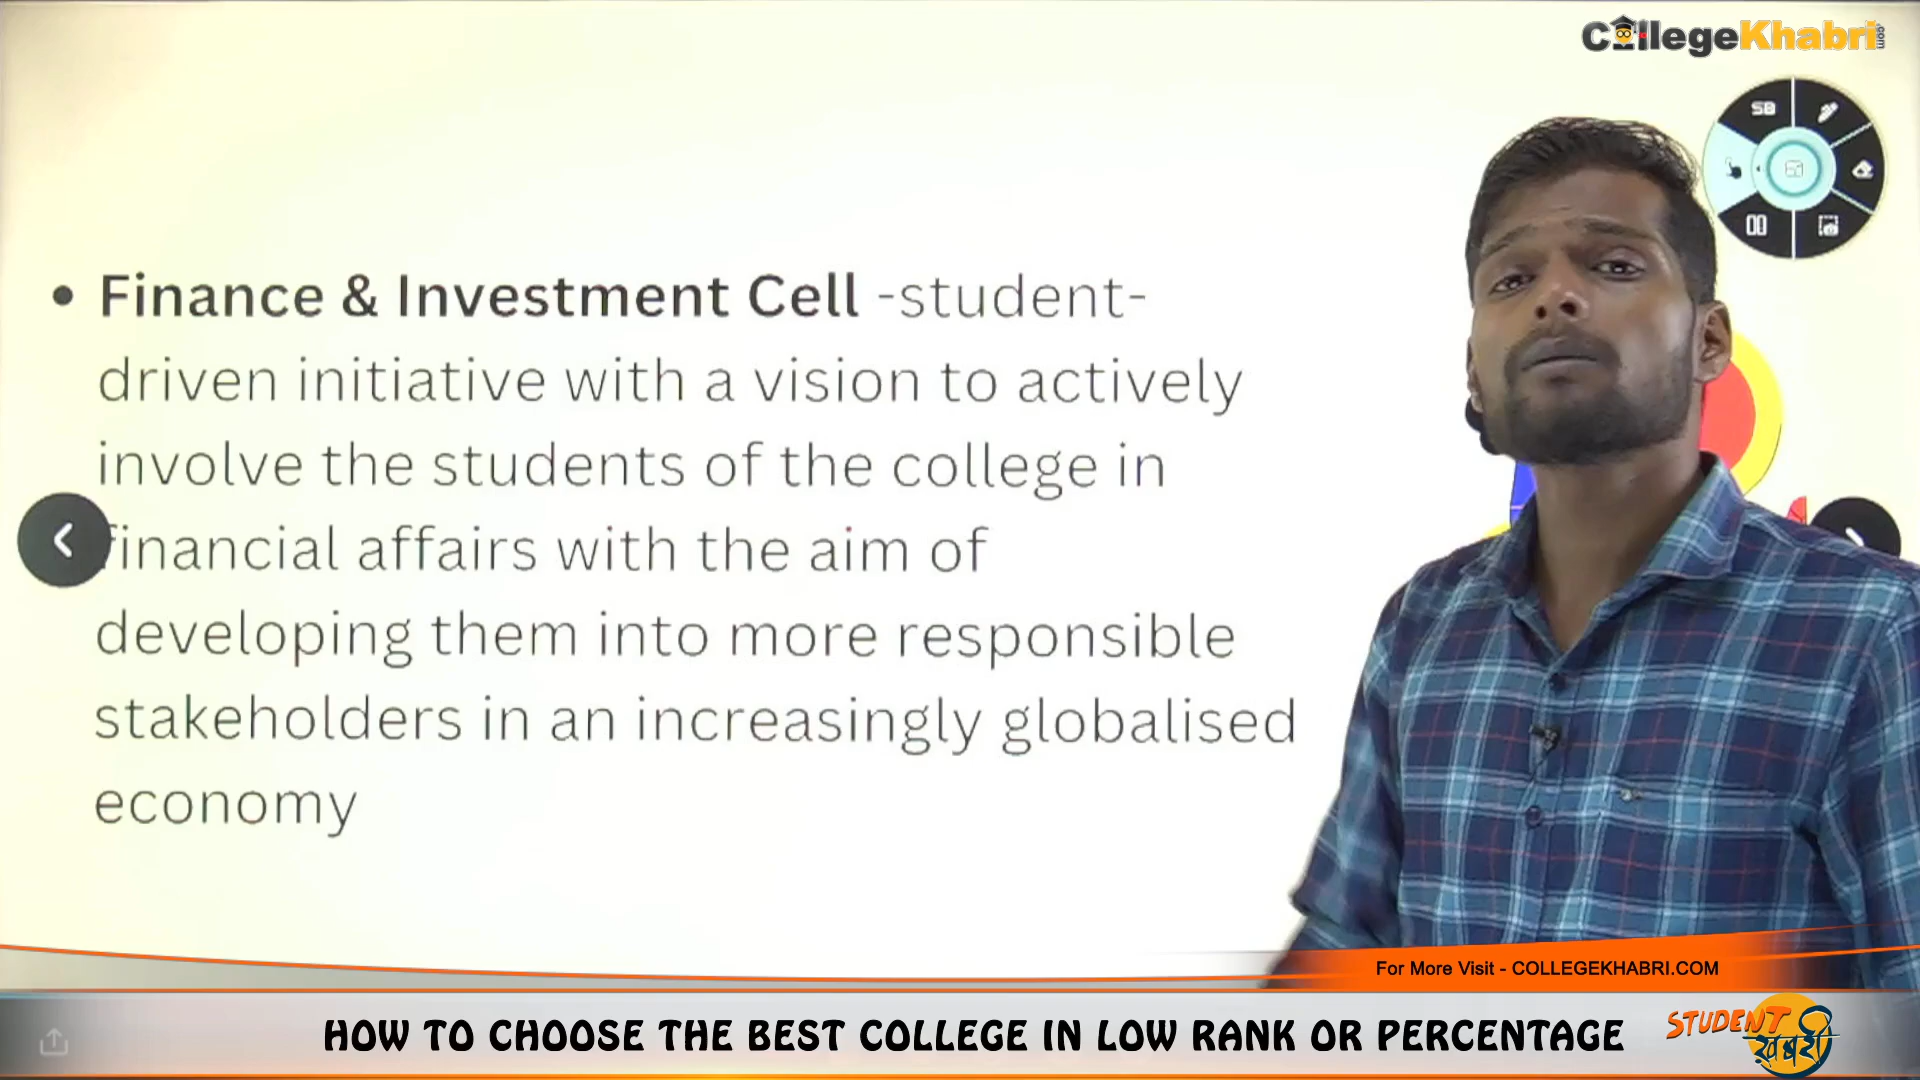 CollegeKhabri.com
SB
• Finance & Investment Cell -student-
driven initiative with a vision to actively
involve the students of the college in
financial affairs with the aim of
developing them into more responsible
stakeholders in an increasingly globalised
economy
For More Visit - COLLEGEKHABRI.COM
HOW TO CHOOSE THE BEST COLLEGE IN LOW RANK OR PERCENTAGE
STUDENT
ख़बरी